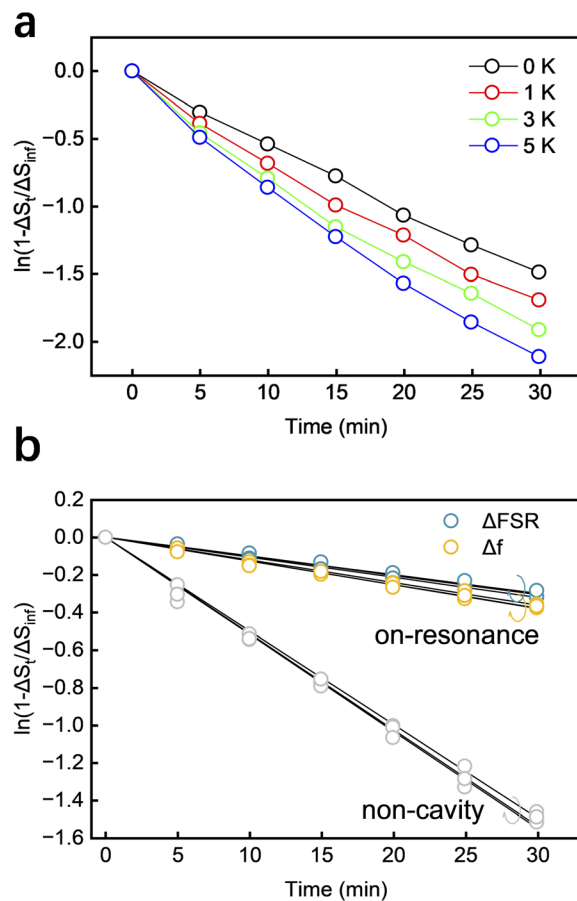 a
ln(1-ΔSt/ΔSinf)
0.0
−0.5
−1.0
−1.5
−2.0
0 K
1 K
3 K
5 K
0 5 10 15 20 25 30
Time (min)
b
ln(1-ΔSt/ΔSinf)
0.2
0.0
−0.2
−0.4
−0.6
−0.8
−1.0
−1.2
−1.4
−1.6
ΔFSR
Δf
on-resonance
non-cavity
0 5 10 15 20 25 30
Time (min)